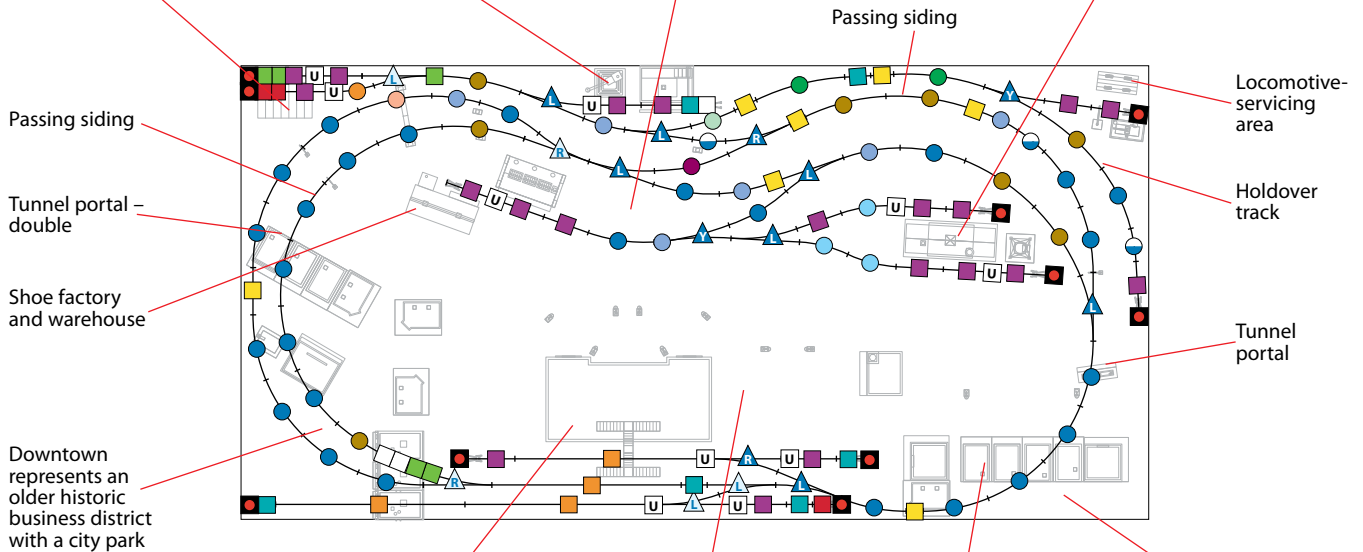 Passing siding
U
L
Locomotive-
servicing
area
U
L
U
Y
Passing siding
L
R
R
L
L
Holdover
track
Tunnel portal –
double
U
U
Y
L
U
Shoe factory
and warehouse
L
Tunnel
portal
Downtown
represents an
older historic
business district
with a city park
U
R
U
R
L
L
U
L
U